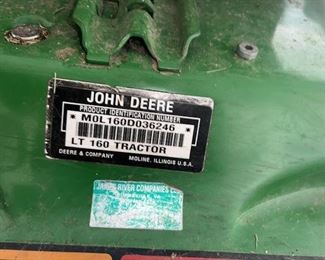 JOHN DEERE
PRODUCT IDENTIFICATION NUMBER
M0L160D036246
LT 160 TRACTOR
DEERE & COMPANY MOLINE, ILLINOIS U.S.A.
JAMES RIVER COMPANIES